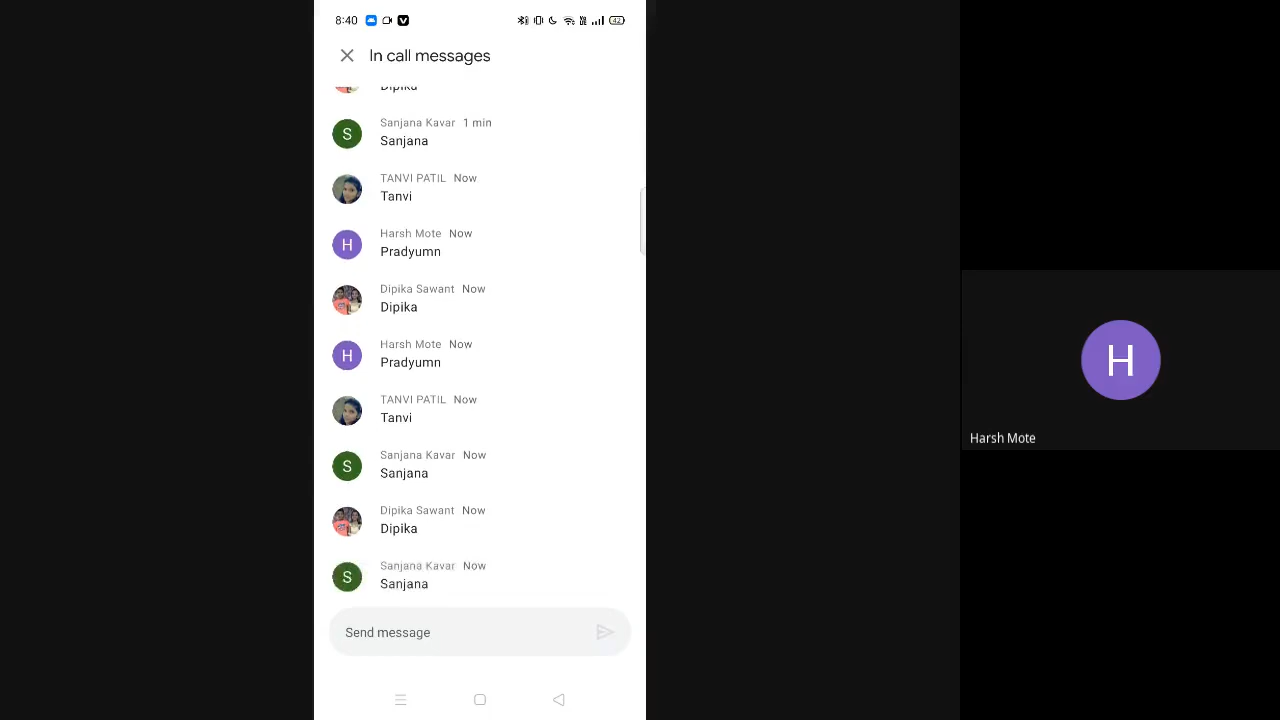 8:40
42
In call messages
Dipika
Sanjana Kavar 1 min
Sanjana
TANVI PATIL Now
Tanvi
Harsh Mote Now
Pradyumn
Dipika Sawant Now
Dipika
Harsh Mote Now
Pradyumn
TANVI PATIL Now
Tanvi
Sanjana Kavar Now
Sanjana
Dipika Sawant Now
Dipika
Sanjana Kavar Now
Sanjana
Send message
H
Harsh Mote